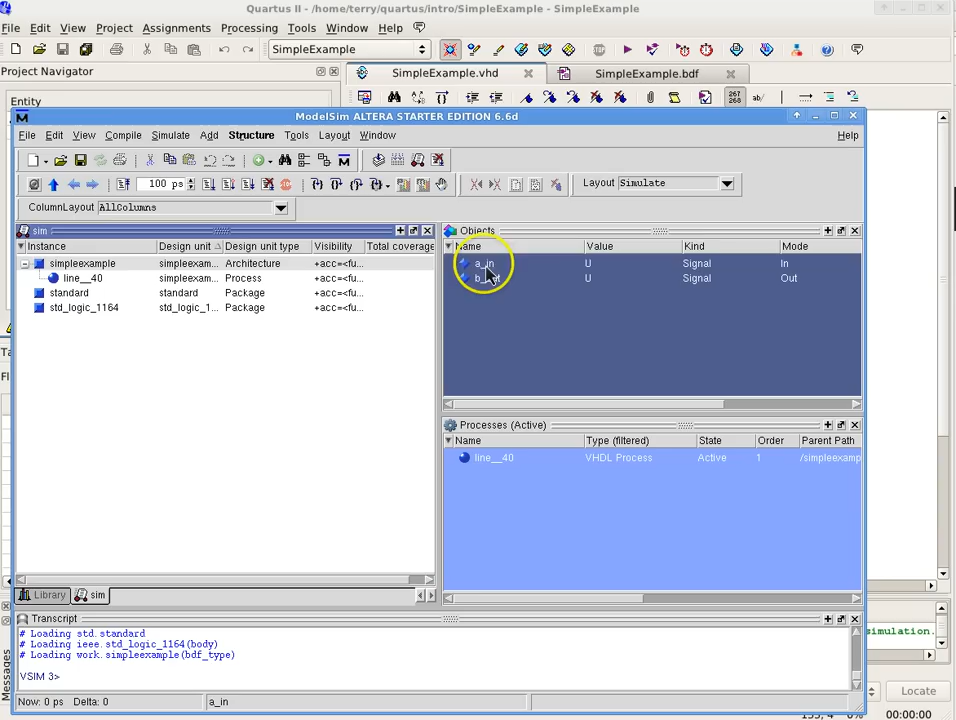 Quartus II - /home/terry/quartus/intro/SimpleExample - SimpleExample
File Edit View Project Assignments Processing Tools Window Help
SimpleExample
Project Navigator
SimpleExample.vhd
SimpleExample.bdf
Entity
267
268
ab/
ModelSim ALTERA STARTER EDITION 6.6d
File Edit View Compile Simulate Add Structure Tools Layout Window Help
100 ps
Layout Simulate
ColumnLayout AllColumns
sim
Instance Design unit Design unit type Visibility Total coverage
simpleexample simpleexam... Architecture +acc=<fu...
line__40 simpleexam... Process +acc=<fu...
standard standard Package +acc=<fu...
std_logic_1164 std_logic_1... Package +acc=<fu...
Objects
Name Value Kind Mode
a_in U Signal In
U Signal Out
Processes (Active)
Name Type (filtered) State Order Parent Path
line__40 VHDL Process Active 1 /simpleexamp
Library sim
Transcript
# Loading std.standard
# Loading ieee.std_logic_1164(body)
# Loading work.simpleexample(bdf_type)
VSIM 3>
Now: 0 ps Delta: 0 a_in
Messages
simulation.
Locate
0% 00:00:00